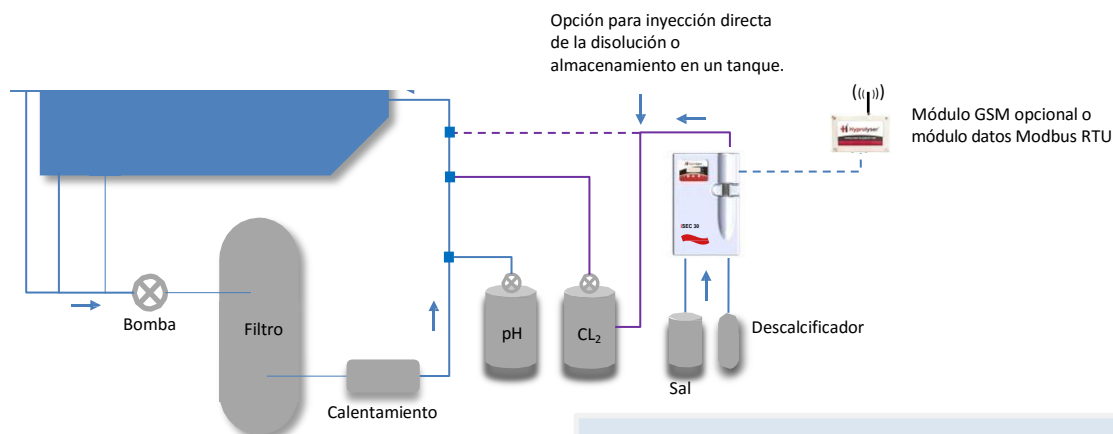 Opción para inyección directa
de la disolución o
almacenamiento en un tanque.
((( )))
Hyprolyser
Módulo GSM opcional o
módulo datos Modbus RTU
iSEC 30
Bomba
Filtro
pH
CL₂
Descalcificador
Sal
Calentamiento